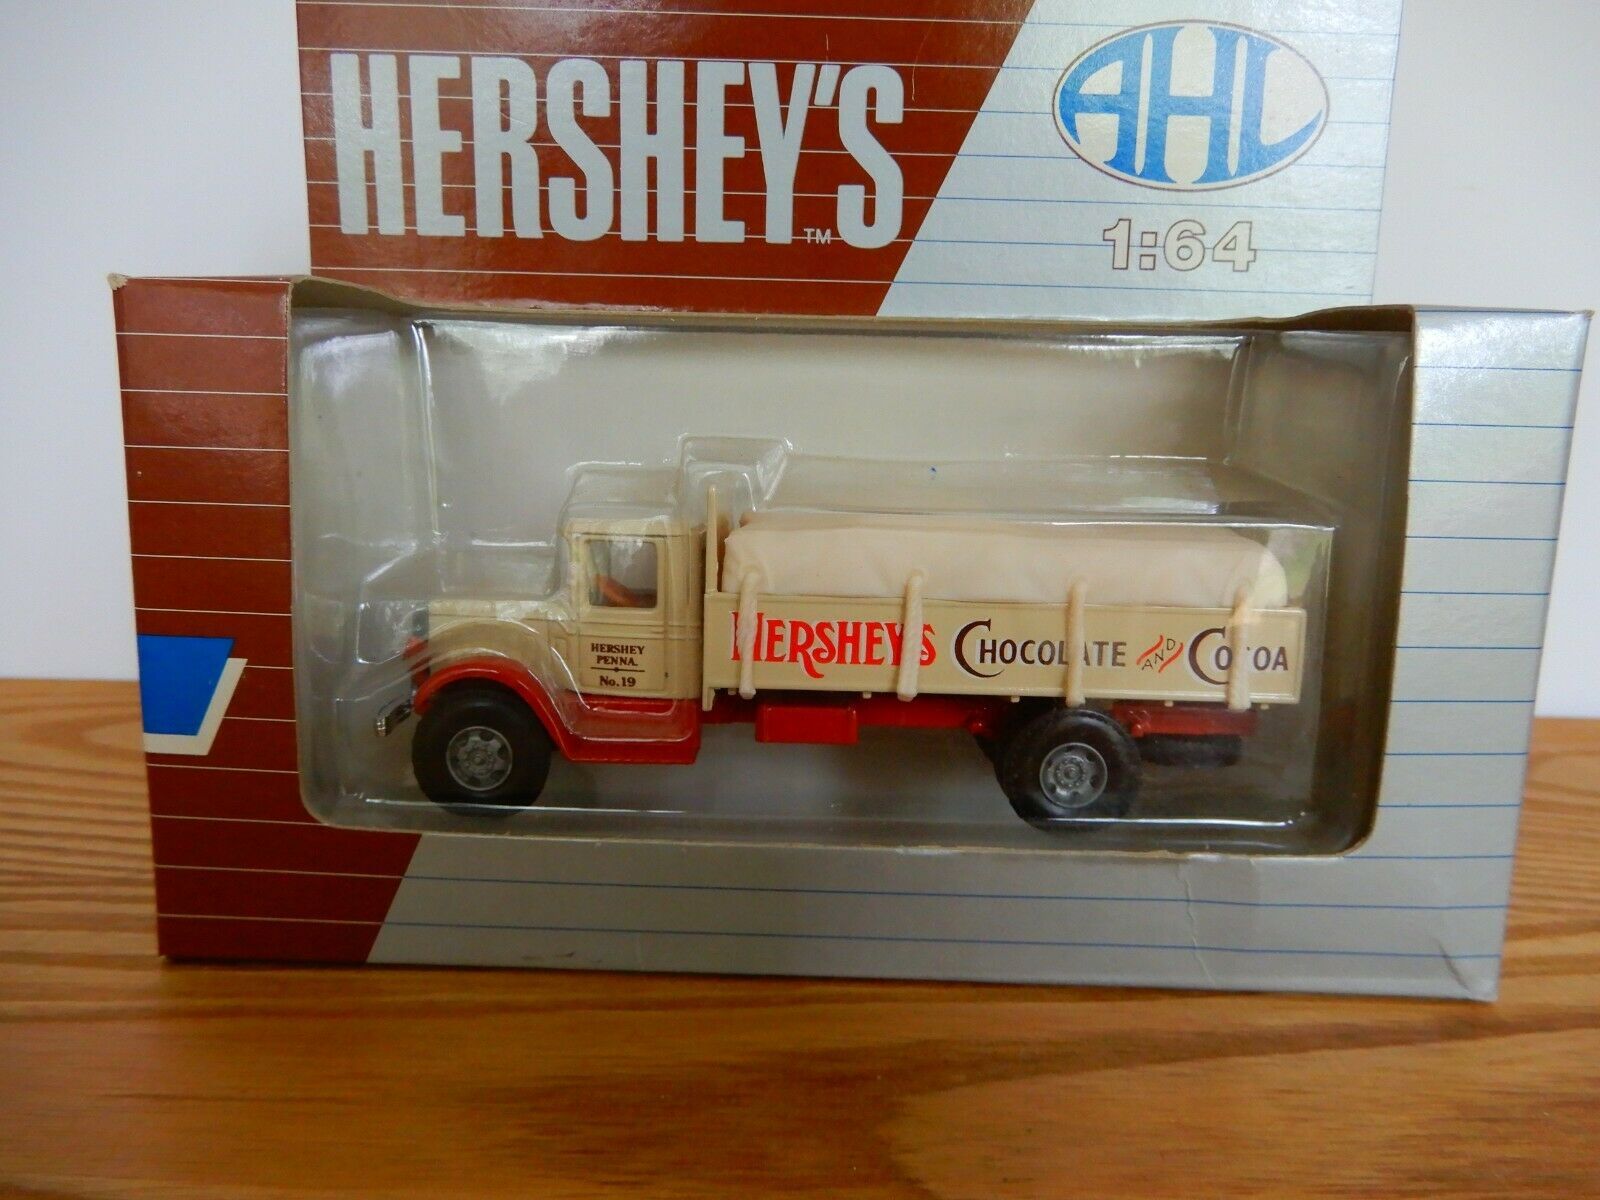 HERSHEY'S
TM
AHL
1:64
HERSHEY
PENNA.
No.19
HERSHEY'S CHOCOLATE AND COCOA